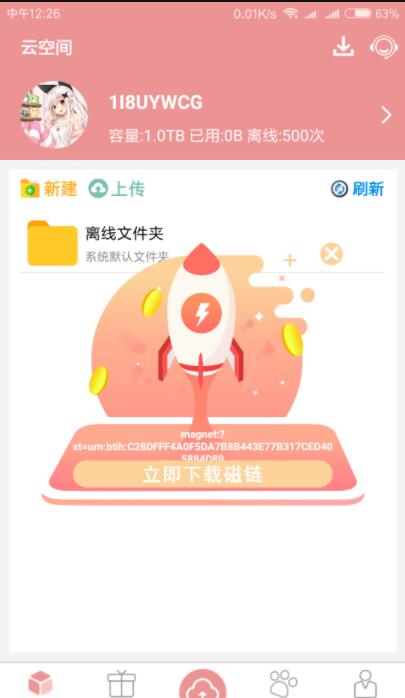 中午12:26 0.01K/s 63%
云空间
1I8UYWCG
容量:1.0TB 已用:0B 离线:500次
新建 上传 刷新
离线文件夹
系统默认文件夹
magnet:?
xt=urn:btih:C28DFFF4A0F5DA7B8B443E77B317CED40
5884D89
立即下载磁链